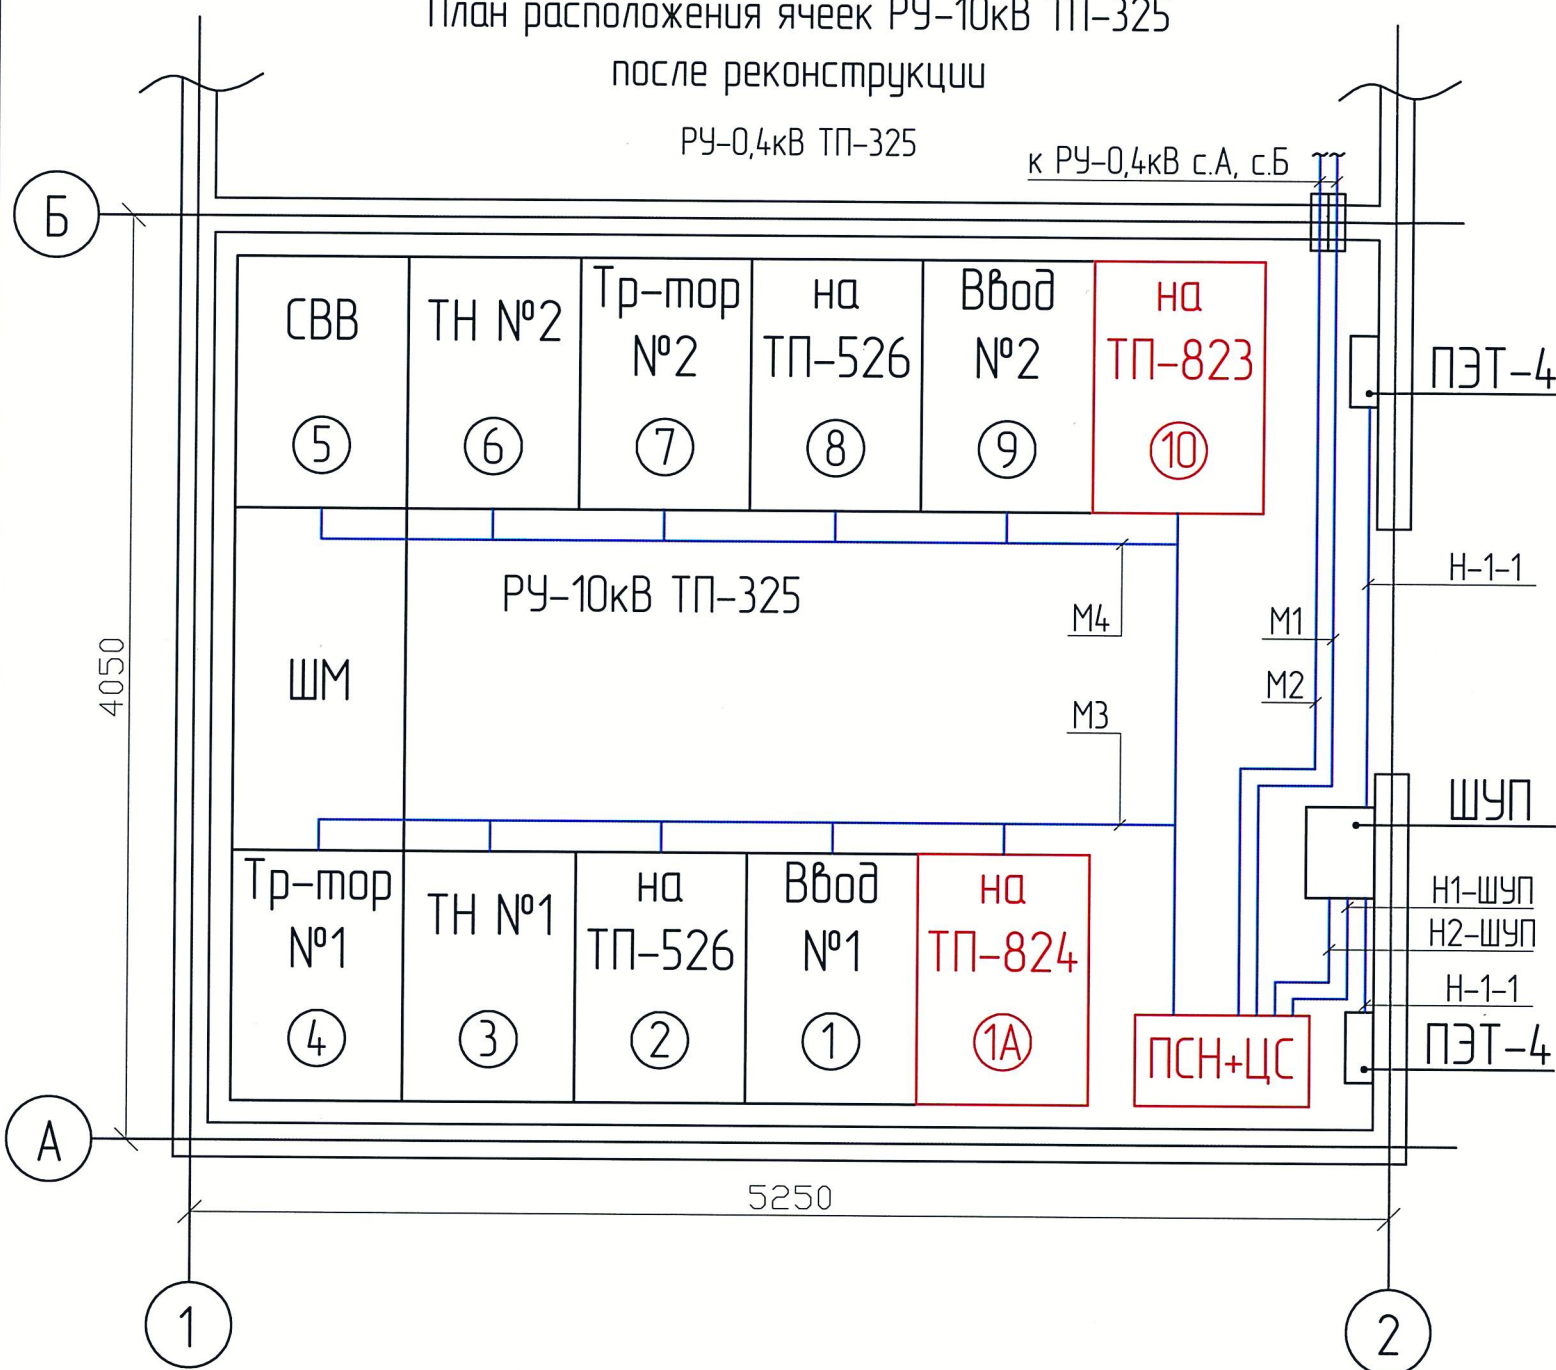 План расположения ячеек РУ-10кВ ТП-325
после реконструкции
РУ-0,4кВ ТП-325
к РУ-0,4кВ с.А, с.Б
Б
СВВ
5
ТН №2
6
Тр-тор
№2
7
на
ТП-526
8
Ввод
№2
9
на
ТП-823
10
ПЭТ-4
Н-1-1
РУ-10кВ ТП-325
М4
М1
М2
М3
4050
ШМ
ШУП
Н1-ШУП
Н2-ШУП
Н-1-1
ПЭТ-4
Тр-тор
№1
4
ТН №1
3
на
ТП-526
2
Ввод
№1
1
на
ТП-824
1А
ПСН+ЦС
А
5250
1
2